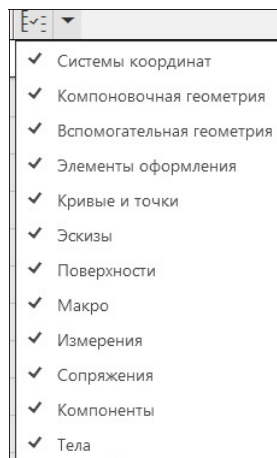 Системы координат
Компоновочная геометрия
Вспомогательная геометрия
Элементы оформления
Кривые и точки
Эскизы
Поверхности
Макро
Измерения
Сопряжения
Компоненты
Тела